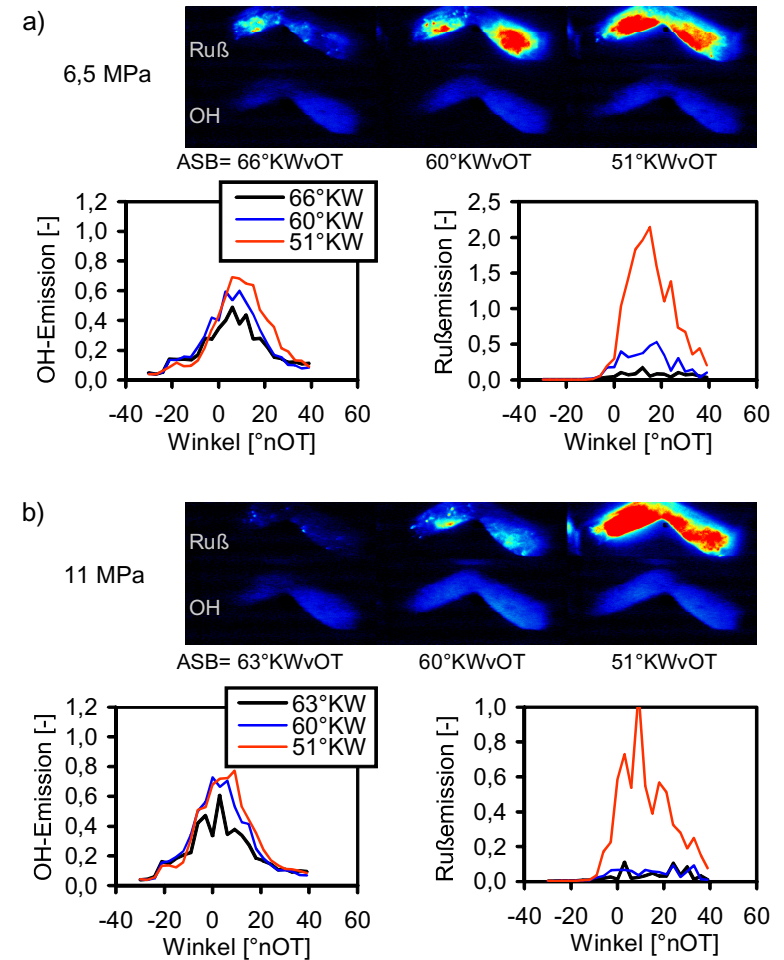 a)
Ruß
6,5 MPa
OH
ASB= 66°KWvOT 60°KWvOT 51°KWvOT
66°KW
60°KW
51°KW
OH-Emission [-]
1,2
1,0
0,8
0,6
0,4
0,2
0,0
-40 -20 0 20 40 60
Winkel [°nOT]
Rußemission [-]
2,5
2,0
1,5
1,0
0,5
0,0
-40 -20 0 20 40 60
Winkel [°nOT]
b)
Ruß
11 MPa
OH
ASB= 63°KWvOT 60°KWvOT 51°KWvOT
63°KW
60°KW
51°KW
OH-Emission [-]
1,2
1,0
0,8
0,6
0,4
0,2
0,0
-40 -20 0 20 40 60
Winkel [°nOT]
Rußemission [-]
1,0
0,8
0,6
0,4
0,2
0,0
-40 -20 0 20 40 60
Winkel [°nOT]